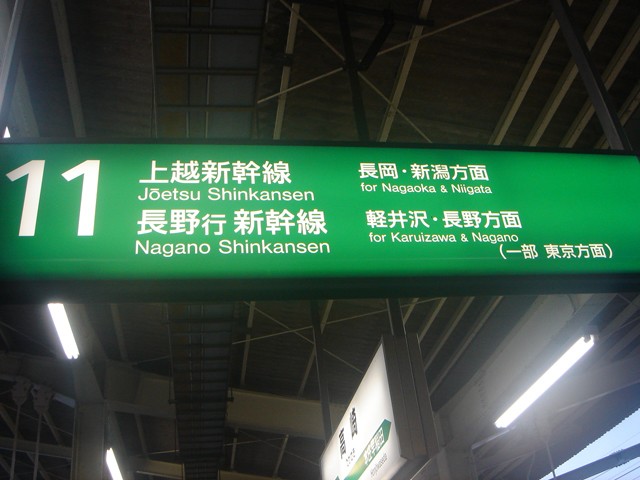 11
上越新幹線
Jōetsu Shinkansen
長岡・新潟方面
for Nagaoka & Niigata
長野行新幹線
Nagano Shinkansen
軽井沢・長野方面
for Karuizawa & Nagano
(一部 東京方面)